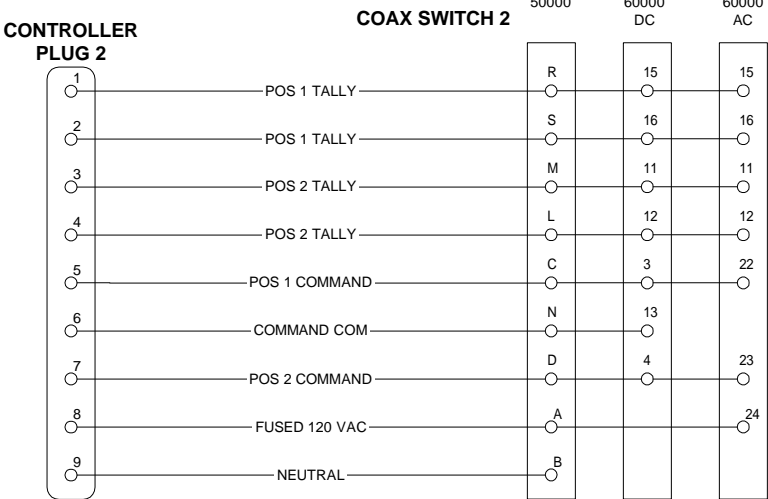 50000 60000 60000
COAX SWITCH 2 DC AC
CONTROLLER
PLUG 2
1 POS 1 TALLY R 15 15
2 POS 1 TALLY S 16 16
3 POS 2 TALLY M 11 11
4 POS 2 TALLY L 12 12
5 POS 1 COMMAND C 3 22
6 COMMAND COM N 13
7 POS 2 COMMAND D 4 23
8 FUSED 120 VAC A 24
9 NEUTRAL B